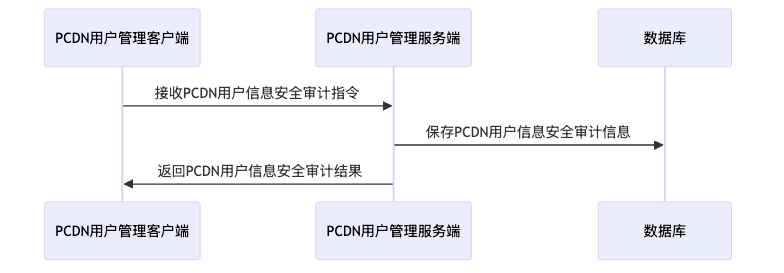 PCDN用户管理客户端
PCDN用户管理服务端
数据库
接收PCDN用户信息安全审计指令
保存PCDN用户信息安全审计信息
返回PCDN用户信息安全审计结果
PCDN用户管理客户端
PCDN用户管理服务端
数据库